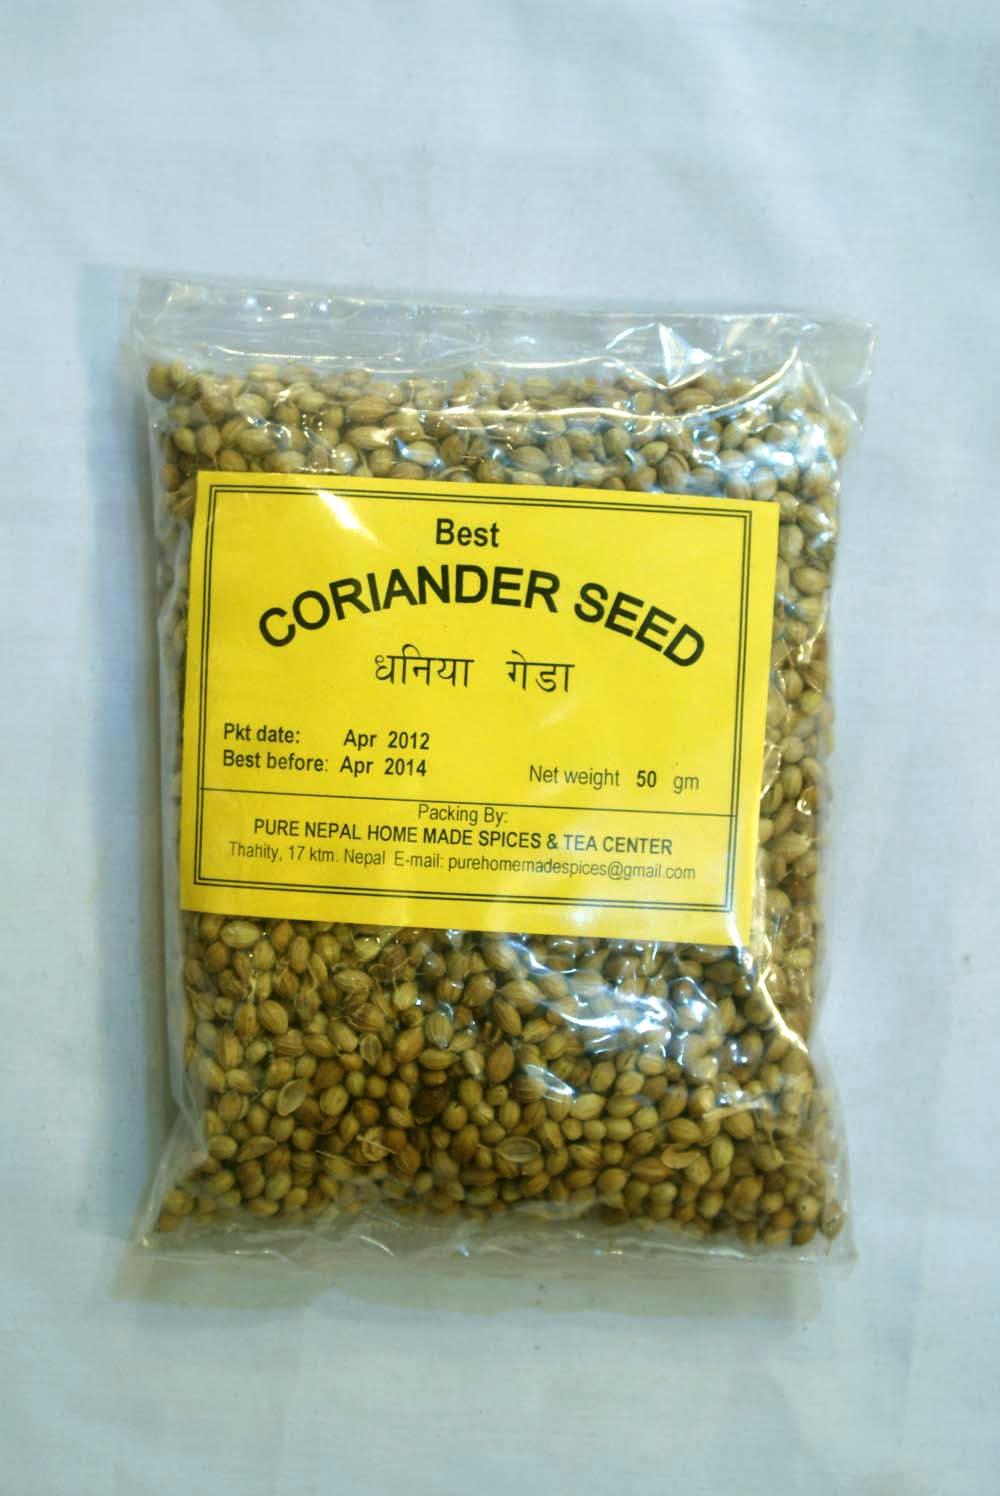 Best
CORIANDER SEED
धनिया गेडा
Pkt date: Apr 2012
Best before: Apr 2014
Net weight 50 gm
Packing By:
PURE NEPAL HOME MADE SPICES & TEA CENTER
Thahity, 17 ktm. Nepal E-mail: purehomemadespices@gmail.com